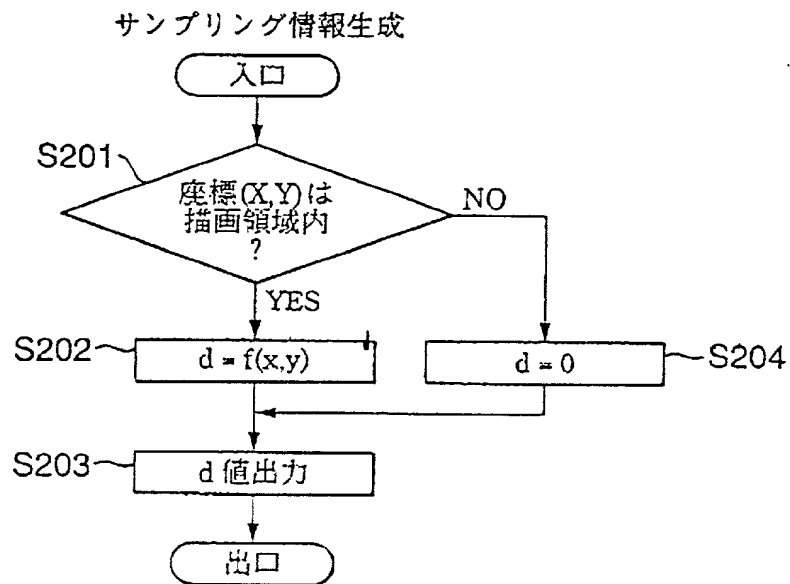 サンプリング情報生成
入口
S201
座標(X,Y)は
描画領域内
?
NO
YES
S202
d = f(x,y)
d = 0
S204
S203
d 値出力
出口